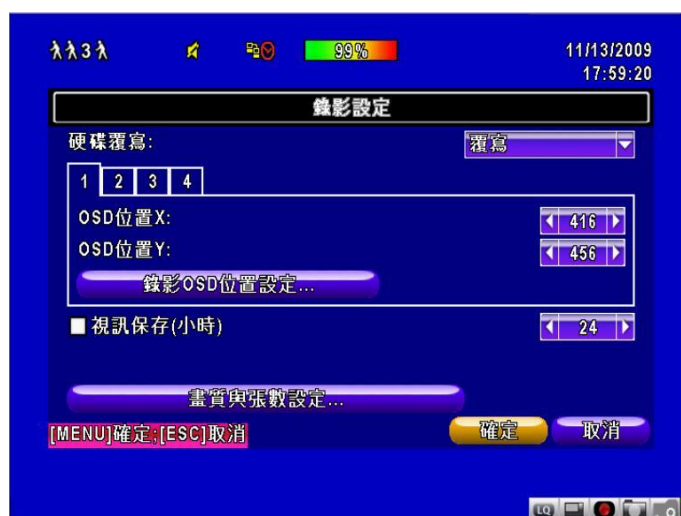 3
99%
11/13/2009
17:59:20
錄影設定
硬碟覆寫:
覆寫
1 2 3 4
OSD位置X:
416
OSD位置Y:
456
錄影OSD位置設定...
視訊保存(小時)
24
畫質與張數設定...
[MENU]確定;[ESC]取消
確定
取消
LQ